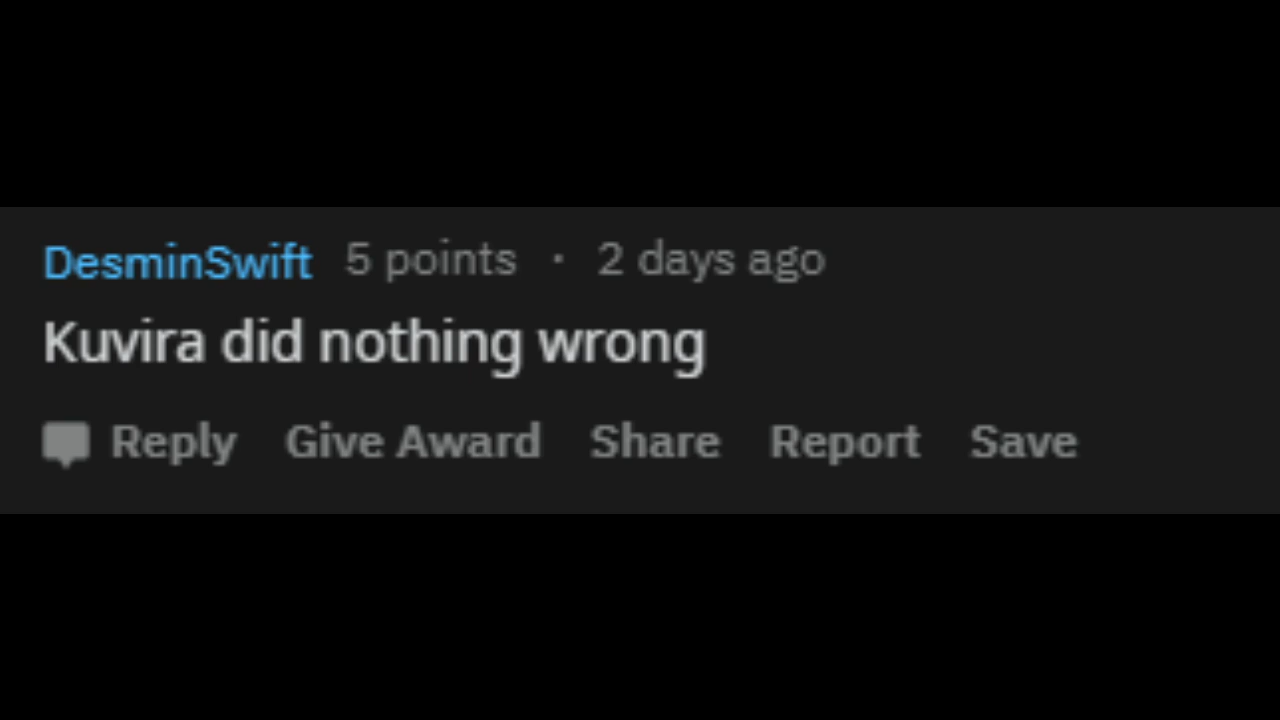 DesminSwift 5 points · 2 days ago
Kuvira did nothing wrong
Reply Give Award Share Report Save